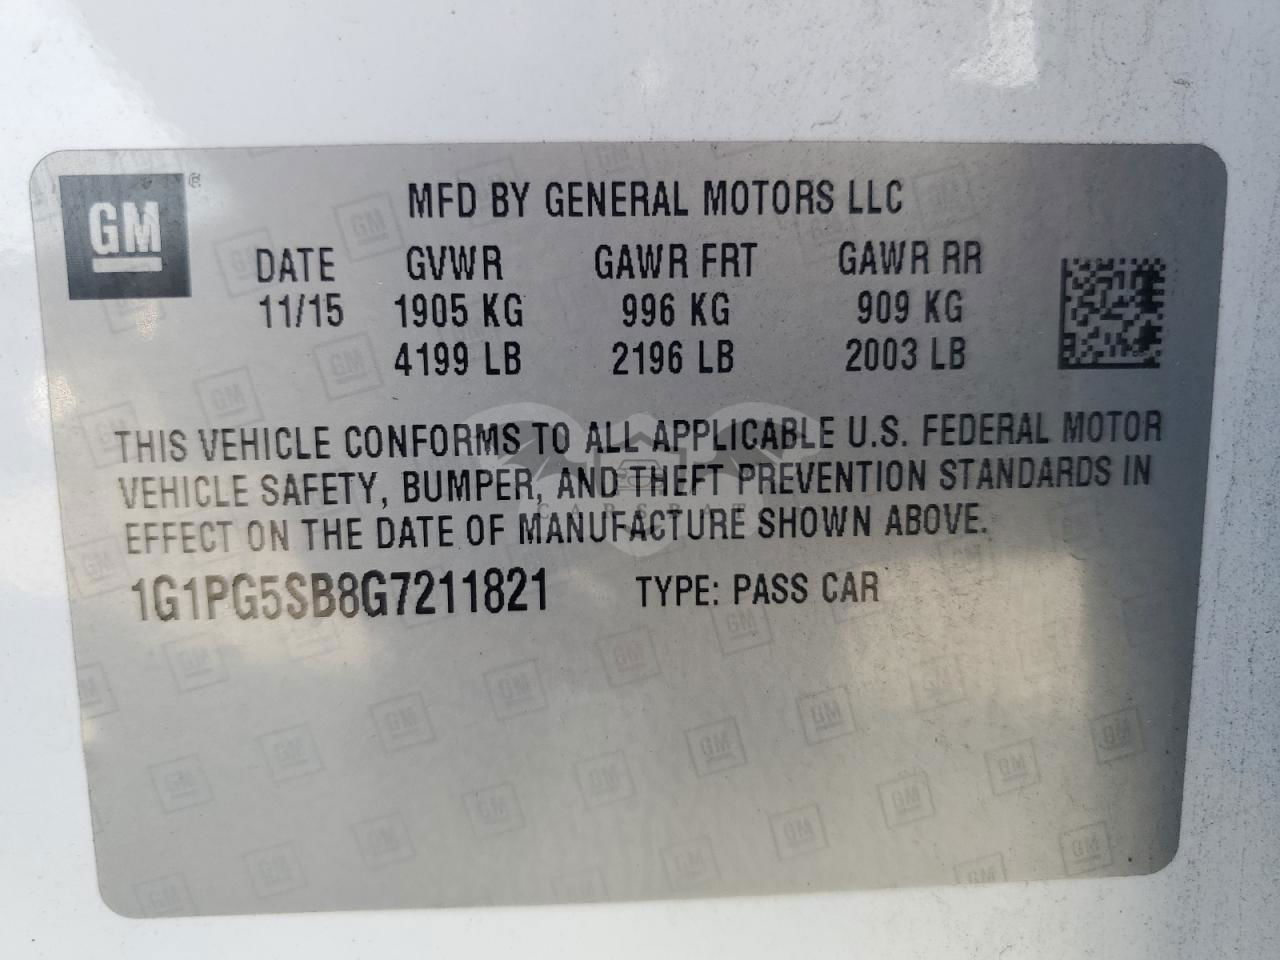 GM
MFD BY GENERAL MOTORS LLC
DATE GVWR GAWR FRT GAWR RR
11/15 1905 KG 996 KG 909 KG
4199 LB 2196 LB 2003 LB
THIS VEHICLE CONFORMS TO ALL APPLICABLE U.S. FEDERAL MOTOR
VEHICLE SAFETY, BUMPER, AND THEFT PREVENTION STANDARDS IN
EFFECT ON THE DATE OF MANUFACTURE SHOWN ABOVE.
1G1PG5SB8G7211821 TYPE: PASS CAR